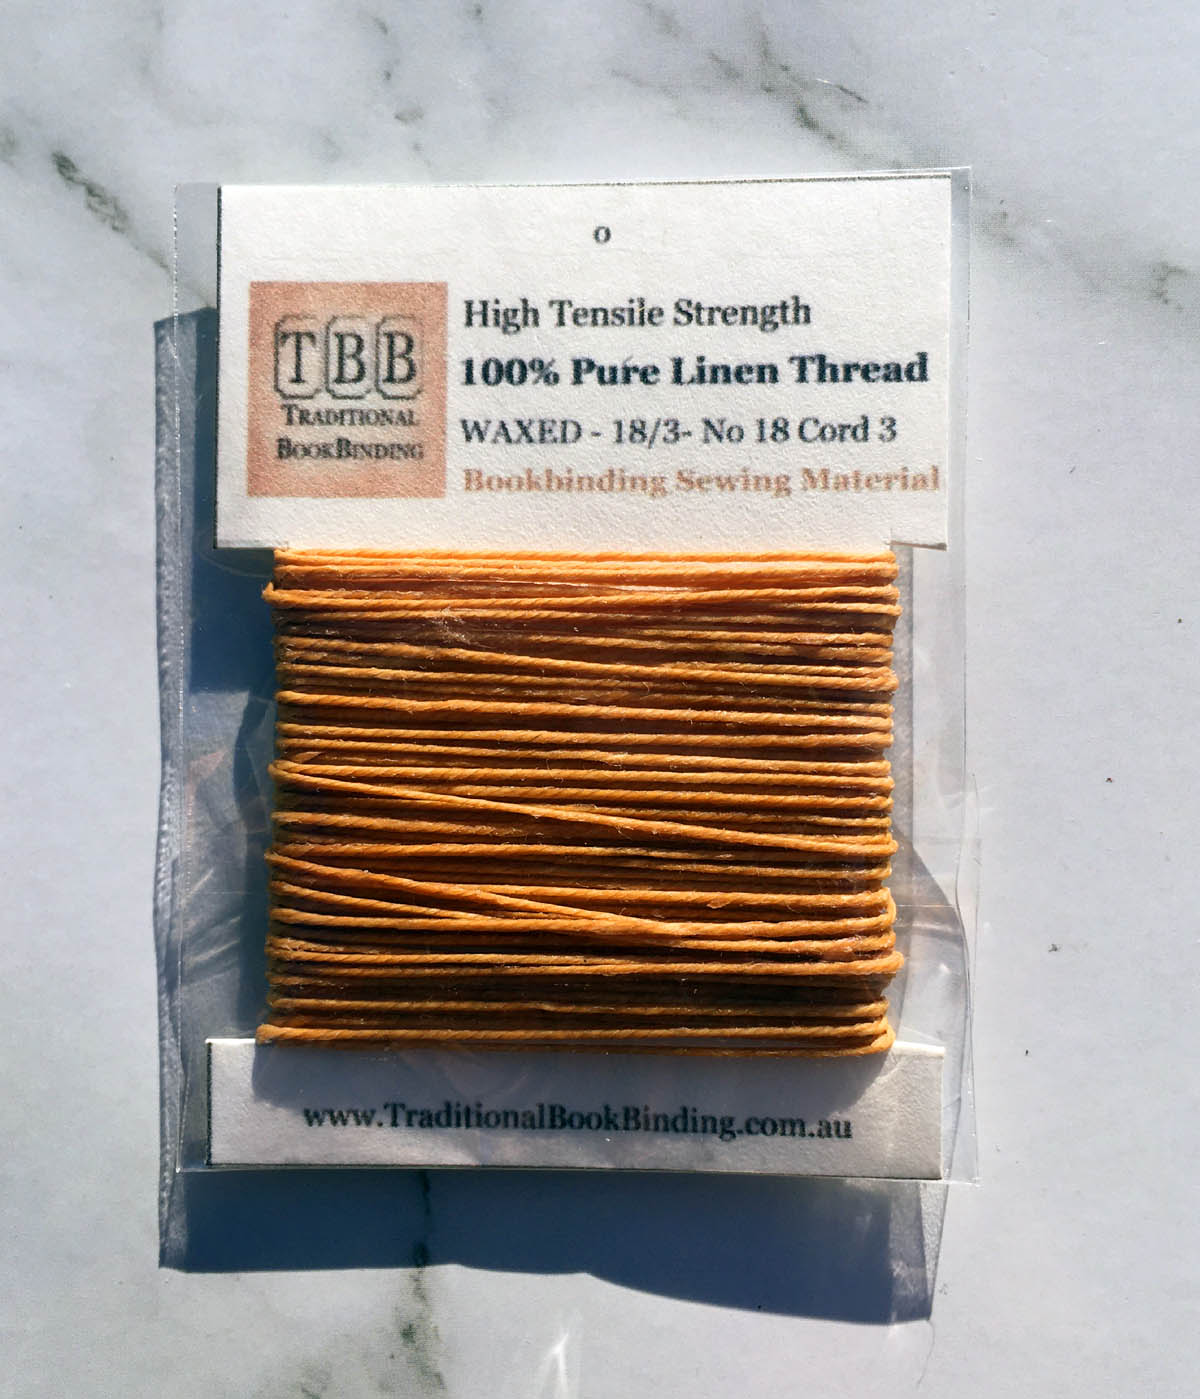 o
High Tensile Strength
TBB
100% Pure Linen Thread
TRADITIONAL
WAXED - 18/3- No 18 Cord 3
BOOKBINDING
Bookbinding Sewing Material
www.TraditionalBookBinding.com.au